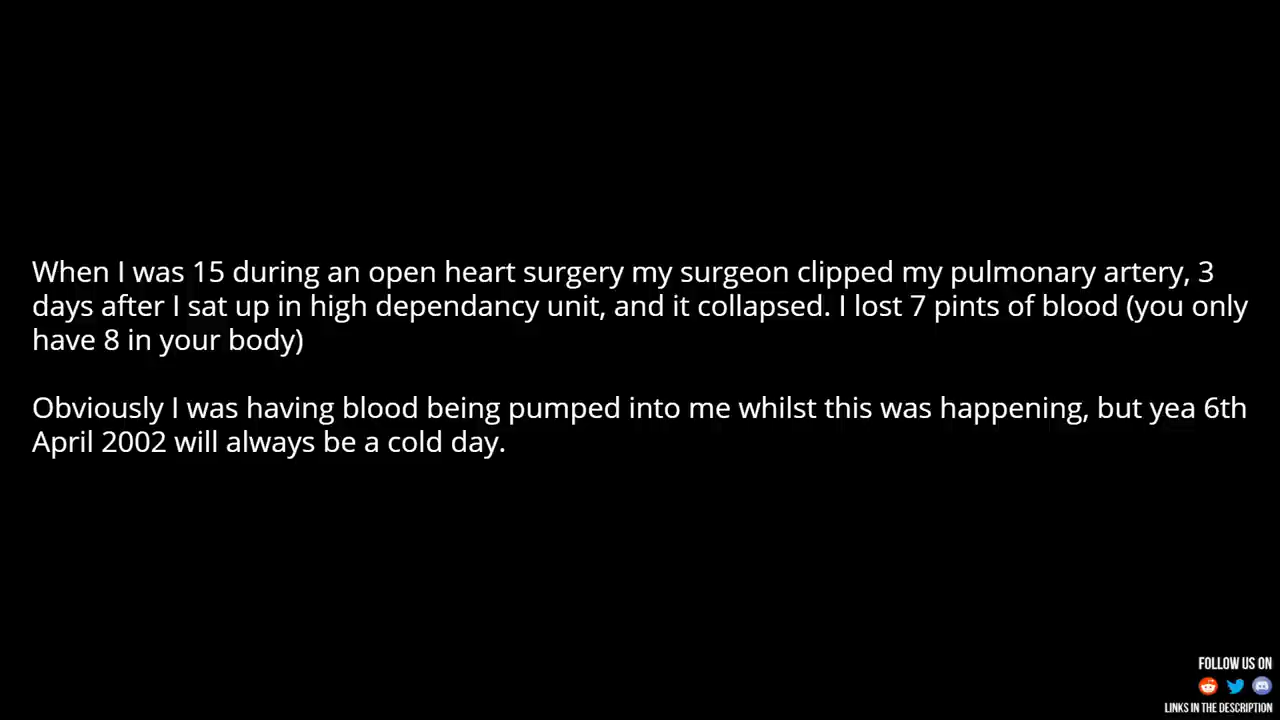 When I was 15 during an open heart surgery my surgeon clipped my pulmonary artery, 3
days after I sat up in high dependancy unit, and it collapsed. I lost 7 pints of blood (you only
have 8 in your body)
Obviously I was having blood being pumped into me whilst this was happening, but yea 6th
April 2002 will always be a cold day.
FOLLOW US ON
LINKS IN THE DESCRIPTION